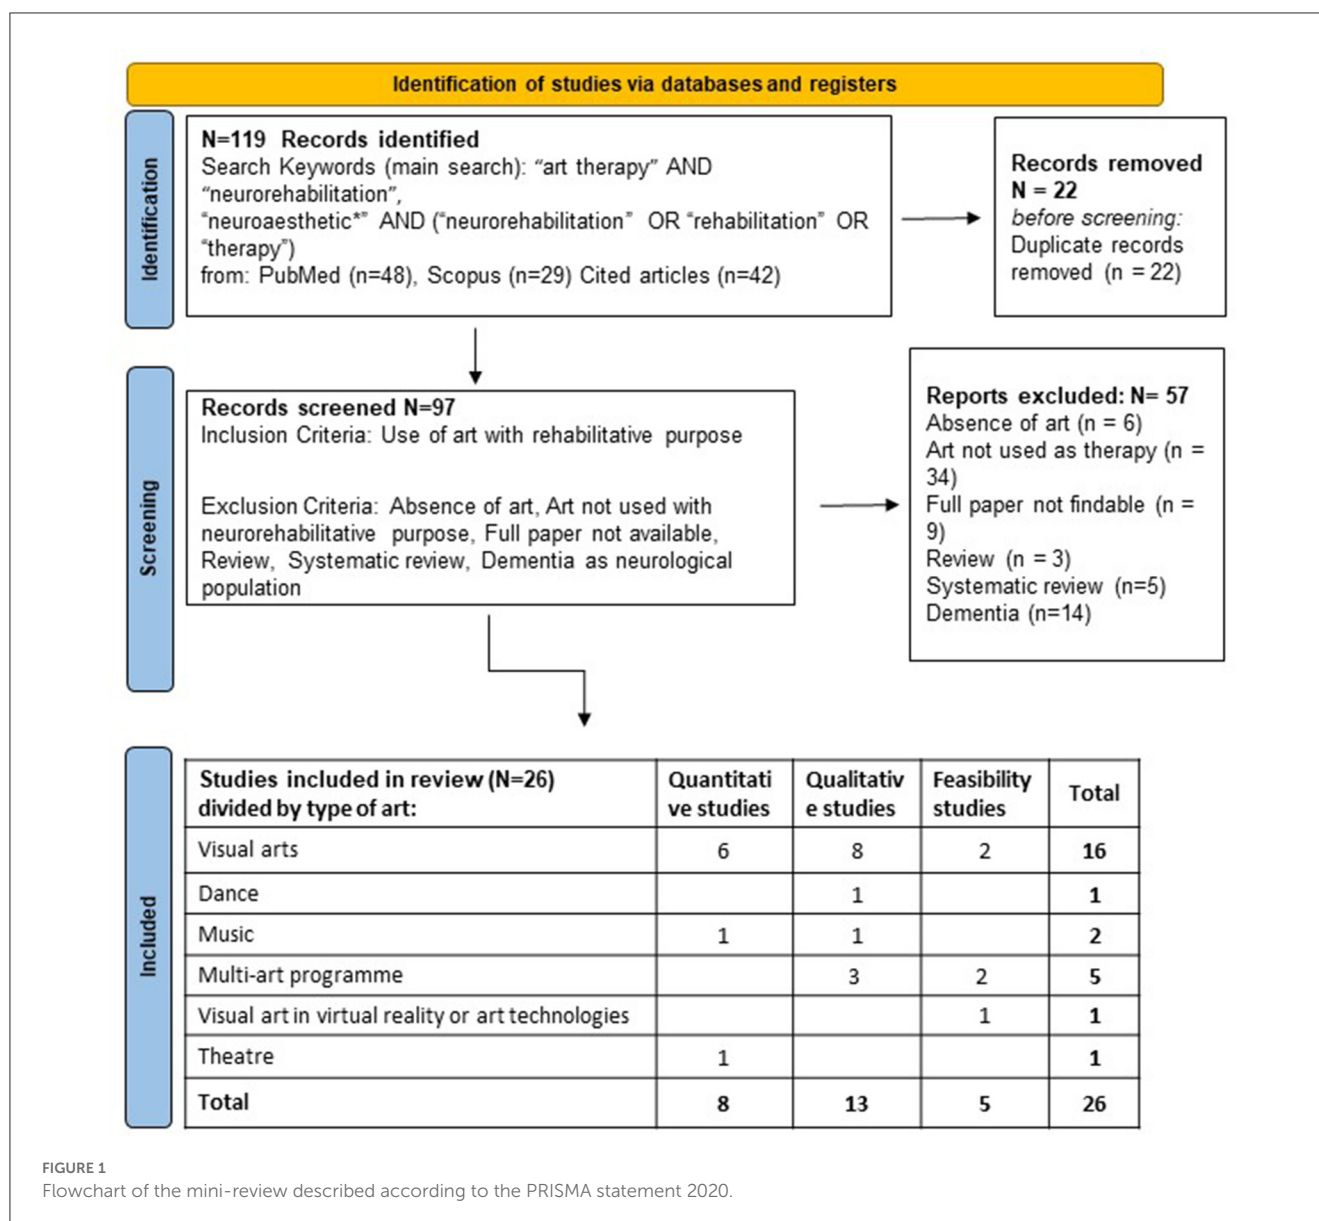 Identification of studies via databases and registers
Identification
N=119 Records identified
Search Keywords (main search): “art therapy” AND
“neurorehabilitation”,
“neuroaesthetic*” AND (“neurorehabilitation” OR “rehabilitation” OR
“therapy”)
from: PubMed (n=48), Scopus (n=29) Cited articles (n=42)
Records removed
N = 22
before screening:
Duplicate records
removed (n = 22)
Screening
Records screened N=97
Inclusion Criteria: Use of art with rehabilitative purpose
Exclusion Criteria: Absence of art, Art not used with
neurorehabilitative purpose, Full paper not available,
Review, Systematic review, Dementia as neurological
population
Reports excluded: N= 57
Absence of art (n = 6)
Art not used as therapy (n =
34)
Full paper not findable (n =
9)
Review (n = 3)
Systematic review (n=5)
Dementia (n=14)
Included
Studies included in review (N=26)
divided by type of art:
Quantitati
ve studies
Qualitativ
e studies
Feasibility
studies
Total
Visual arts 6 8 2 16
Dance 1 1
Music 1 1 2
Multi-art programme 3 2 5
Visual art in virtual reality or art technologies 1 1
Theatre 1 1
Total 8 13 5 26
FIGURE 1
Flowchart of the mini-review described according to the PRISMA statement 2020.